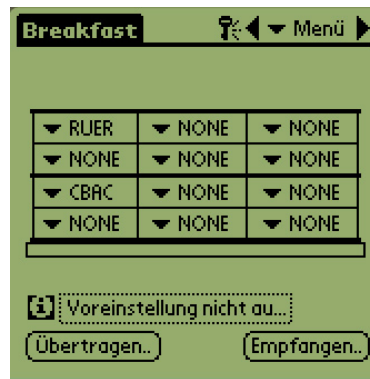 Breakfast Menü
RUER NONE NONE
NONE NONE NONE
CBAC NONE NONE
NONE NONE NONE
Voreinstellung nicht au...
Übertragen.. Empfangen..